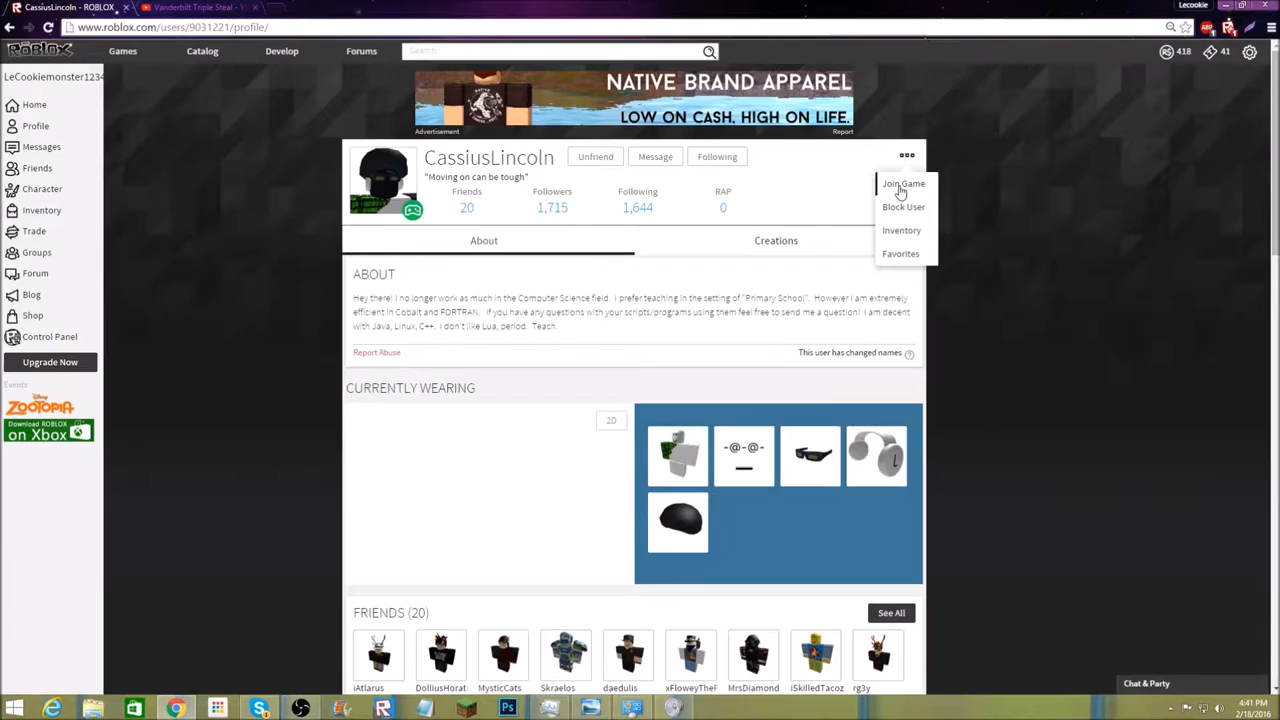 CassiusLincoln - ROBLOX
Vanderbilt Triple Steal - Y
Lecookie
www.roblox.com/users/9031221/profile/
ROBLOX
Games
Catalog
Develop
Forums
Search
R$ 418
41
LeCookiemonster1234
Home
Profile
Messages
Friends
Character
Inventory
Trade
Groups
Forum
Blog
Shop
Control Panel
Upgrade Now
Events
Disney
ZOOTOPIA
Download ROBLOX
on Xbox
NATIVE BRAND APPAREL
LOW ON CASH, HIGH ON LIFE.
Advertisement
Report
CassiusLincoln
Unfriend
Message
Following
"Moving on can be tough"
Friends
Followers
Following
RAP
20
1,715
1,644
0
Join Game
Block User
Inventory
Favorites
About
Creations
ABOUT
Hey there! I no longer work as much in the Computer Science field. I prefer teaching in the setting of "Primary School". However I am extremely
efficient in Cobalt and FORTRAN. If you have any questions with your scripts/programs using them feel free to send me a question! I am decent
with Java, Linux, C++. I don't like Lua, period. Teach.
Report Abuse
This user has changed names
CURRENTLY WEARING
2D
-@-@-
L
FRIENDS (20)
See All
iAtlarus
DolliusHorat
MysticCats
Skraelos
daedulis
xFloweyTheF
MrsDiamond
iSkilledTacoz
rg3y
Chat & Party
4:41 PM
2/18/2016